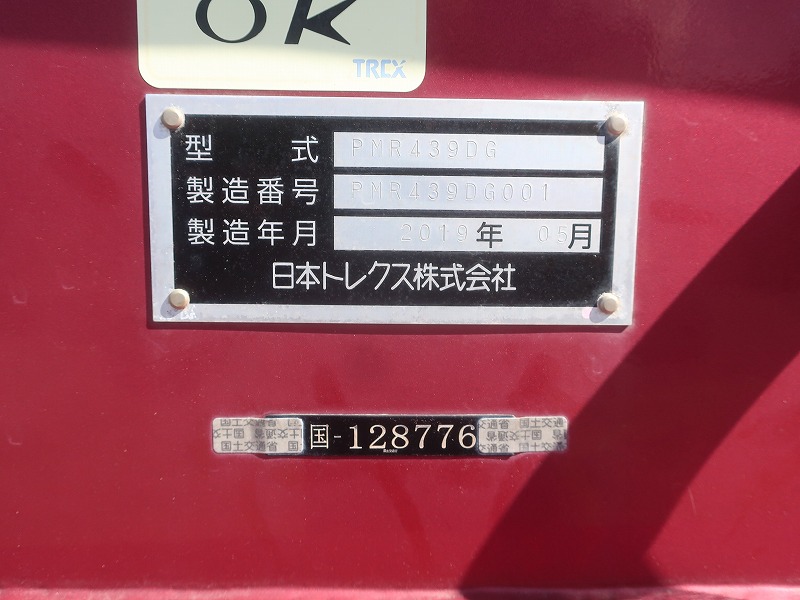 OK
TREX
型式 PMR439DG
製造番号 PMR439DG001
製造年月 2019年 05月
日本トレクス株式会社
国-128776